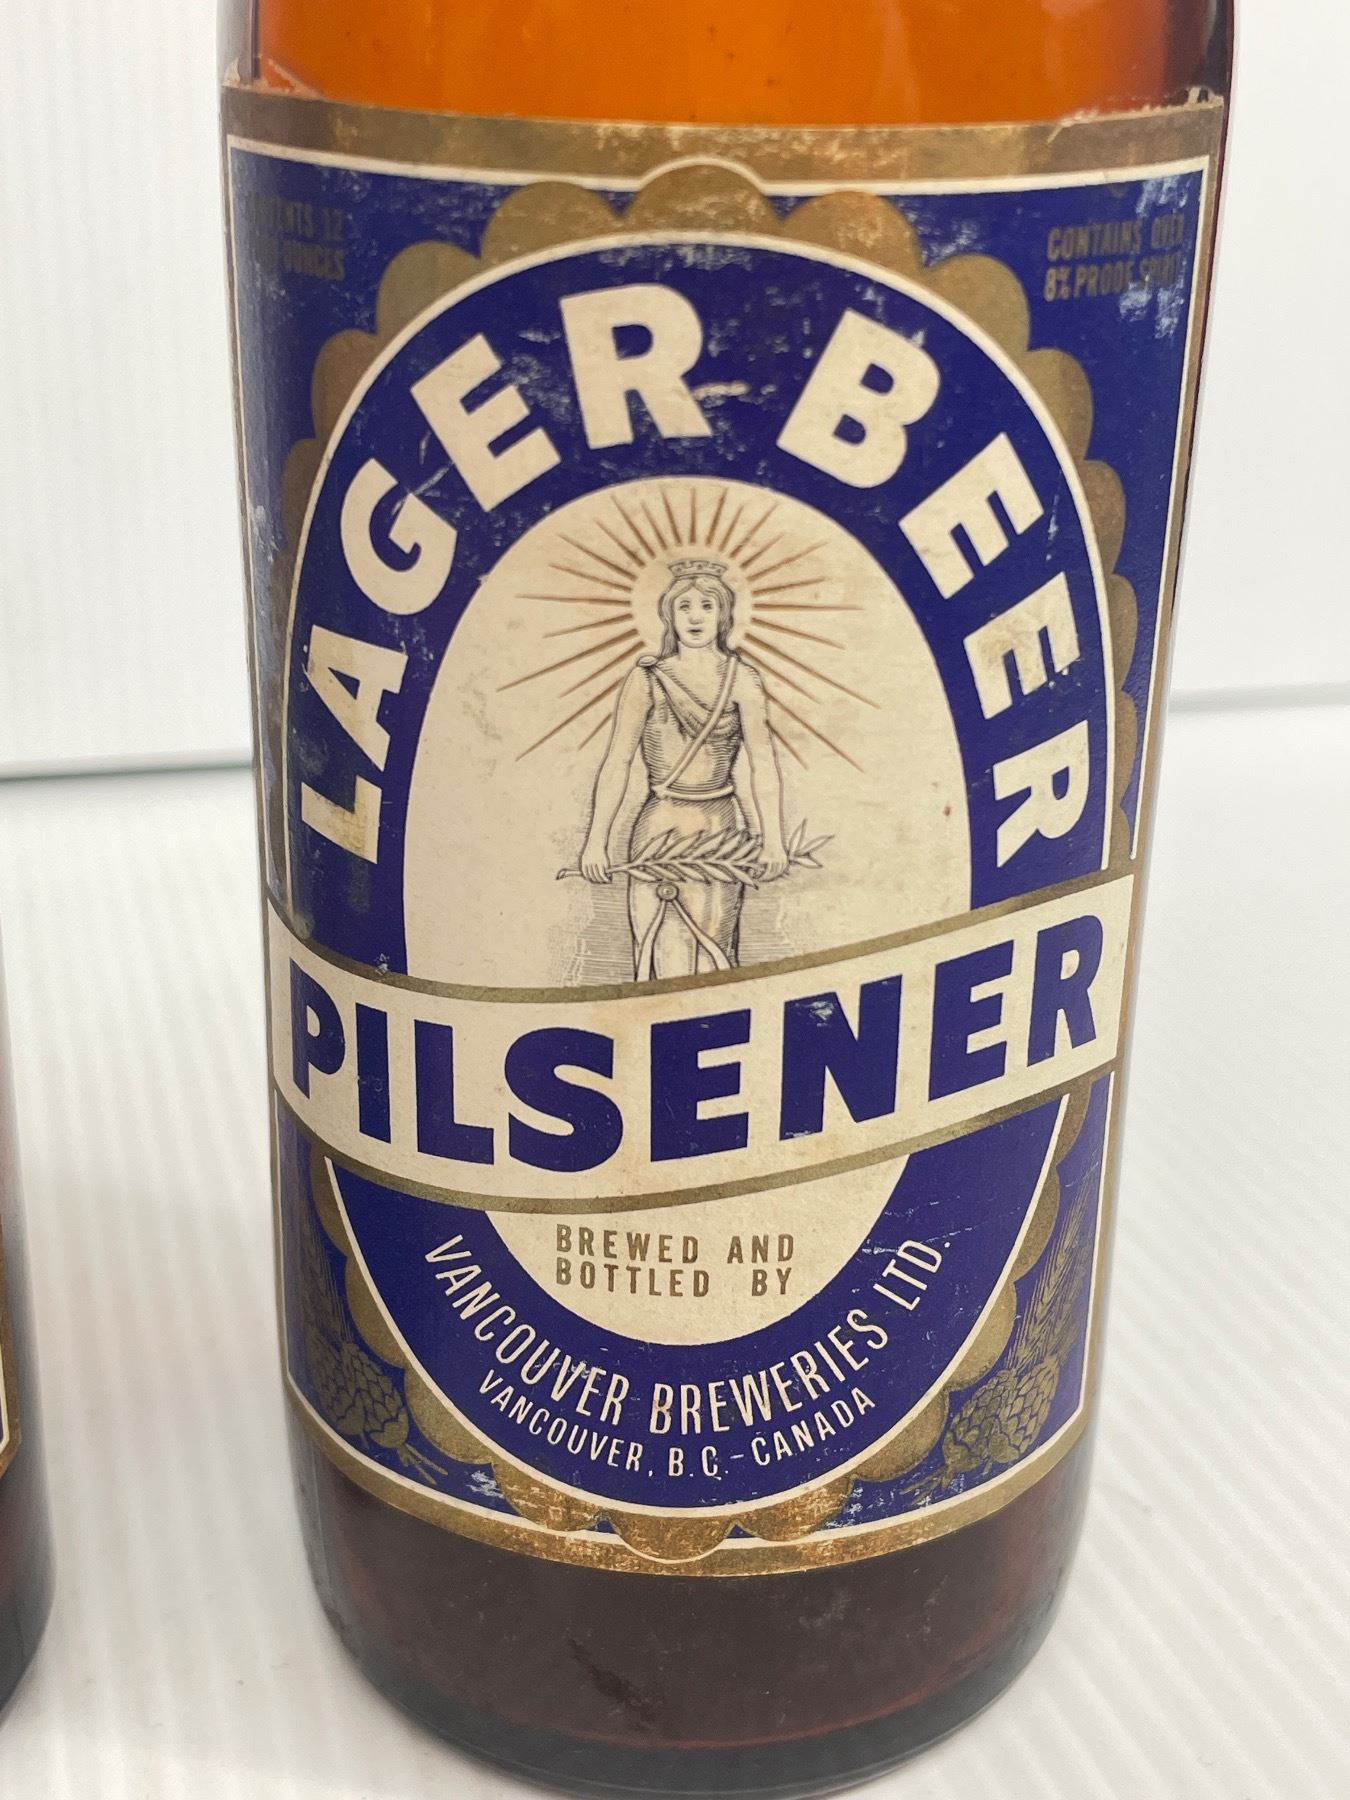 12
OUNCES
CONTAINS OVER
8% PROOF SPIRIT
LAGER BEER
PILSENER
BREWED AND
BOTTLED BY
VANCOUVER BREWERIES LTD.
VANCOUVER, B.C. - CANADA